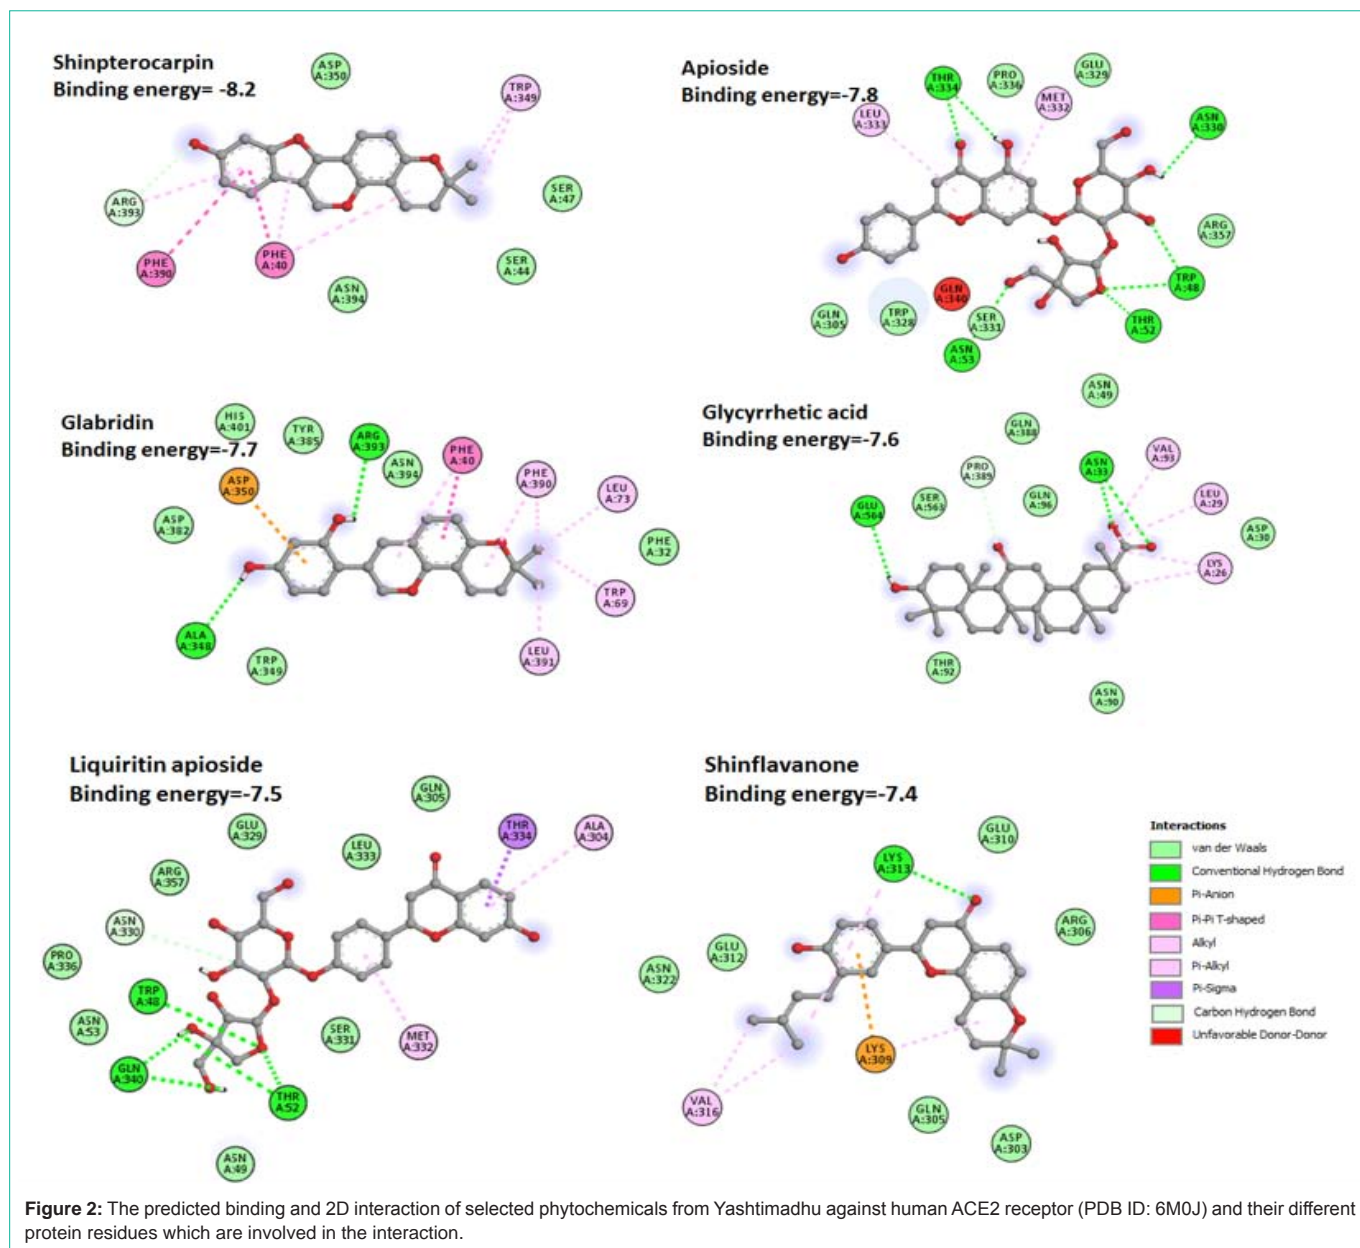 Shinpterocarpin
Binding energy= -8.2
ASP
A:350
TRP
A:349
SER
A:47
SER
A:44
ASN
A:394
PHE
A:40
PHE
A:390
ARG
A:393
Apioside
Binding energy=-7.8
THR
A:334
PRO
A:336
GLU
A:329
MET
A:332
LEU
A:333
ASN
A:330
ARG
A:357
TRP
A:48
THR
A:52
GLN
A:340
SER
A:331
ASN
A:53
TRP
A:328
GLN
A:305
Glabridin
Binding energy=-7.7
HIS
A:401
TYR
A:385
ARG
A:393
ASN
A:394
PHE
A:40
PHE
A:390
LEU
A:73
PHE
A:32
TRP
A:69
LEU
A:391
ASP
A:350
ASP
A:382
ALA
A:348
TRP
A:349
Glycyrrhetic acid
Binding energy=-7.6
ASN
A:49
GLN
A:388
PRO
A:389
SER
A:563
GLU
A:564
GLN
A:96
ASN
A:33
VAL
A:93
LEU
A:29
ASP
A:30
LYS
A:26
THR
A:92
ASN
A:90
Liquiritin apioside
Binding energy=-7.5
GLN
A:305
GLU
A:329
LEU
A:333
THR
A:334
ALA
A:304
ARG
A:357
ASN
A:330
PRO
A:336
TRP
A:48
ASN
A:53
GLN
A:340
THR
A:52
SER
A:331
MET
A:332
ASN
A:49
Shinflavanone
Binding energy=-7.4
GLU
A:310
LYS
A:313
ARG
A:306
GLU
A:312
ASN
A:322
LYS
A:309
VAL
A:316
GLN
A:305
ASP
A:303
Interactions
van der Waals
Conventional Hydrogen Bond
Pi-Anion
Pi-Pi T-shaped
Alkyl
Pi-Alkyl
Pi-Sigma
Carbon Hydrogen Bond
Unfavorable Donor-Donor
Figure 2: The predicted binding and 2D interaction of selected phytochemicals from Yashtimadhu against human ACE2 receptor (PDB ID: 6M0J) and their different
protein residues which are involved in the interaction.